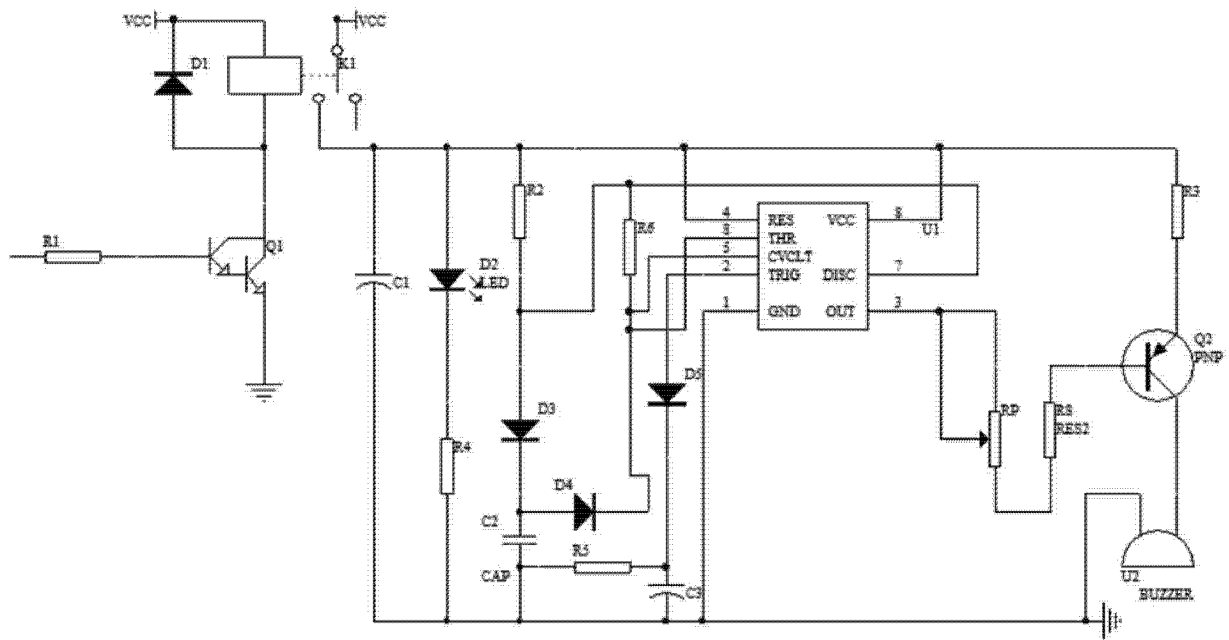 VCC
VCC
D1
K1
R2
R3
R6
4 RES VCC 8
U1
8 THR
5 CVCLT
2 TRIG DISC 7
1 GND OUT 3
R1
Q1
C1
D2
LED
Q2
PNP
D5
D3
RP
R8
RES2
R4
D4
C2
R5
CAP
C3
U2
BUZZER